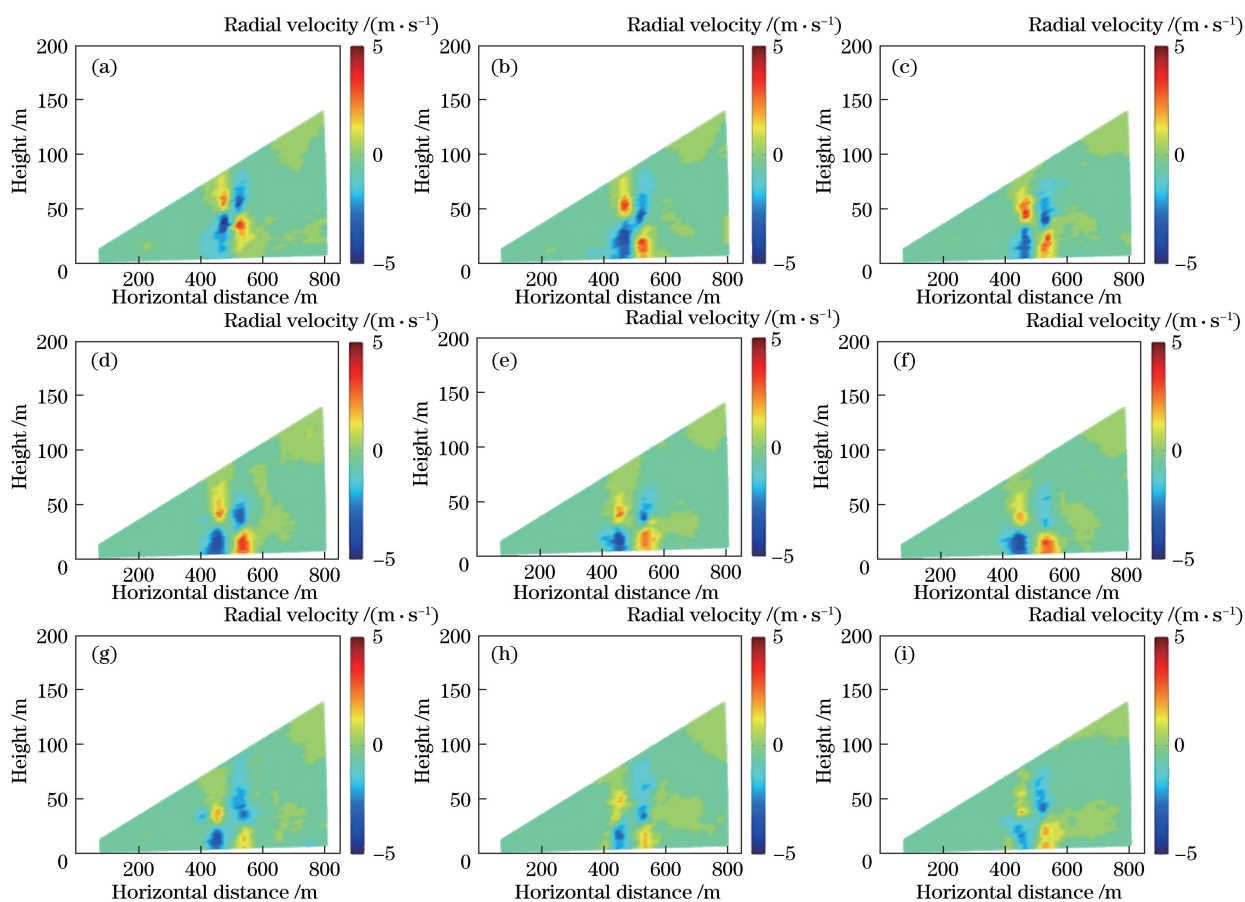 Radial velocity /(m·s⁻¹) Radial velocity /(m·s⁻¹) Radial velocity /(m·s⁻¹)
200 (a) 5 200 (b) 5 200 (c) 5
150 150 150
Height /m 100 0 Height /m 100 0 Height /m 100 0
50 50 50
0 −5 0 −5 0 −5
200 400 600 800 200 400 600 800 200 400 600 800
Horizontal distance /m Horizontal distance /m Horizontal distance /m
Radial velocity /(m·s⁻¹) Radial velocity /(m·s⁻¹) Radial velocity /(m·s⁻¹)
200 (d) 5 200 (e) 5 200 (f) 5
150 150 150
Height /m 100 0 Height /m 100 0 Height /m 100 0
50 50 50
0 −5 0 −5 0 −5
200 400 600 800 200 400 600 800 200 400 600 800
Horizontal distance /m Horizontal distance /m Horizontal distance /m
Radial velocity /(m·s⁻¹) Radial velocity /(m·s⁻¹) Radial velocity /(m·s⁻¹)
200 (g) 5 200 (h) 5 200 (i) 5
150 150 150
Height /m 100 0 Height /m 100 0 Height /m 100 0
50 50 50
0 −5 0 −5 0 −5
200 400 600 800 200 400 600 800 200 400 600 800
Horizontal distance /m Horizontal distance /m Horizontal distance /m